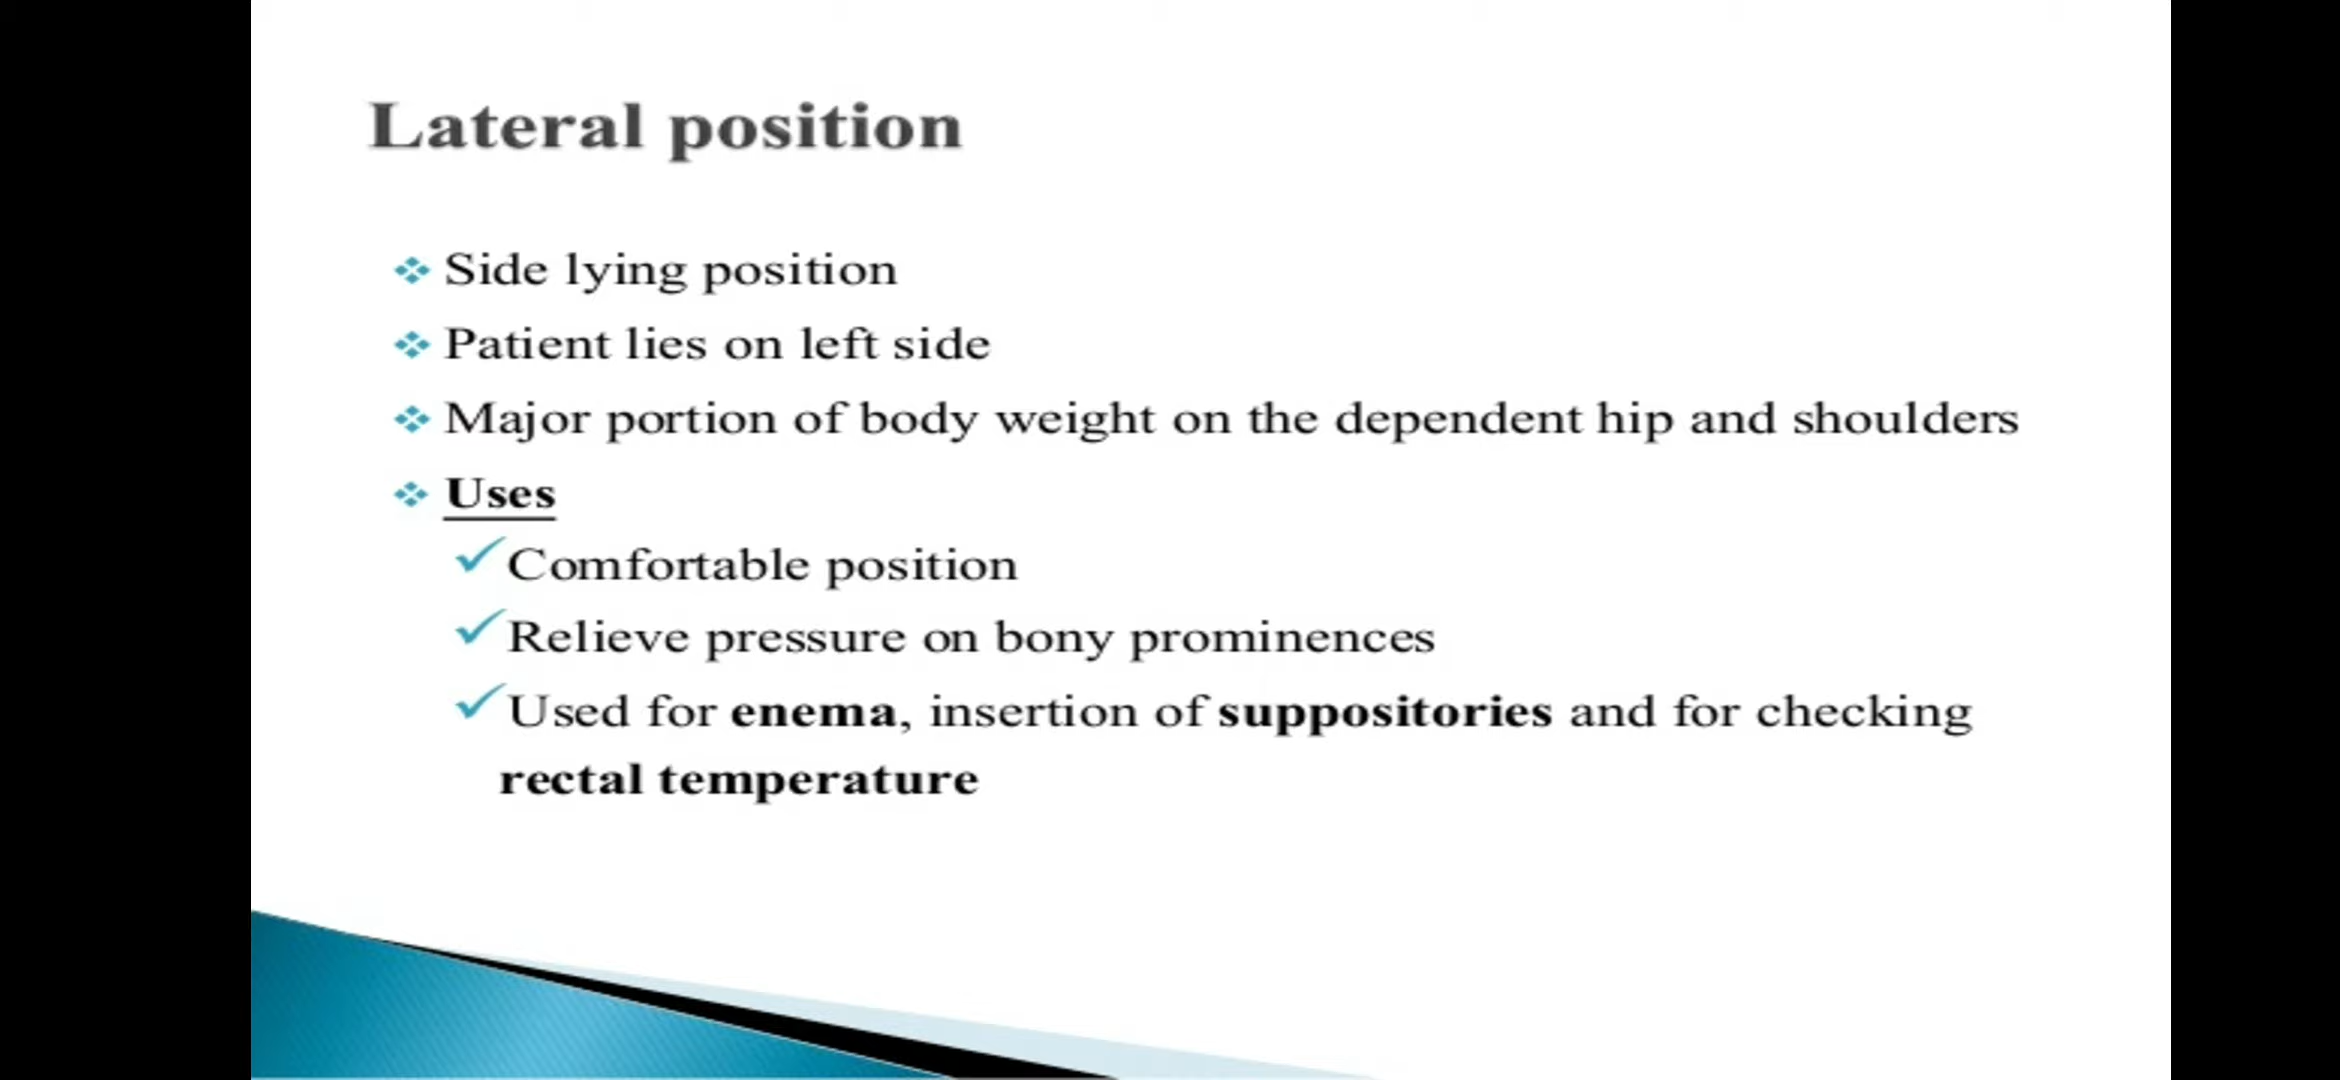 Lateral position
Side lying position
Patient lies on left side
Major portion of body weight on the dependent hip and shoulders
Uses
Comfortable position
Relieve pressure on bony prominences
Used for enema, insertion of suppositories and for checking
rectal temperature